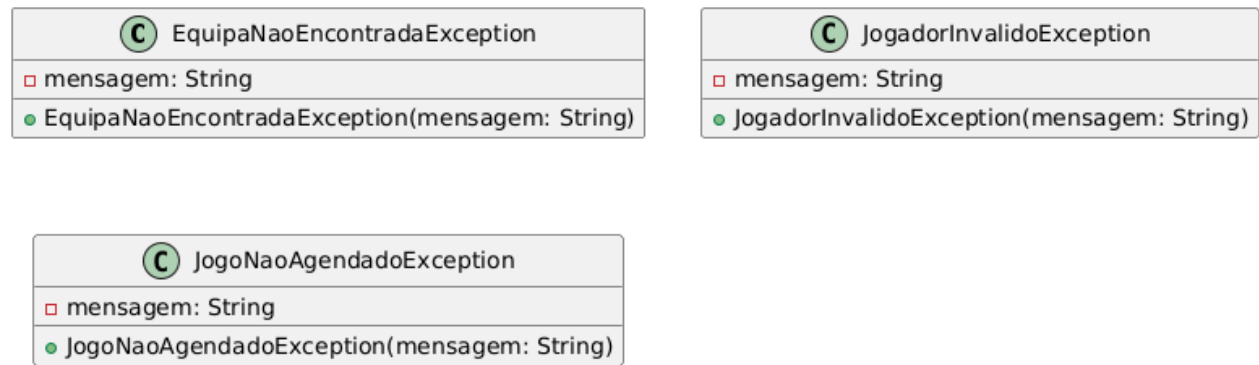 C EquipaNaoEncontradaException
mensagem: String
EquipaNaoEncontradaException(mensagem: String)
C JogadorInvalidoException
mensagem: String
JogadorInvalidoException(mensagem: String)
C JogoNaoAgendadoException
mensagem: String
JogoNaoAgendadoException(mensagem: String)